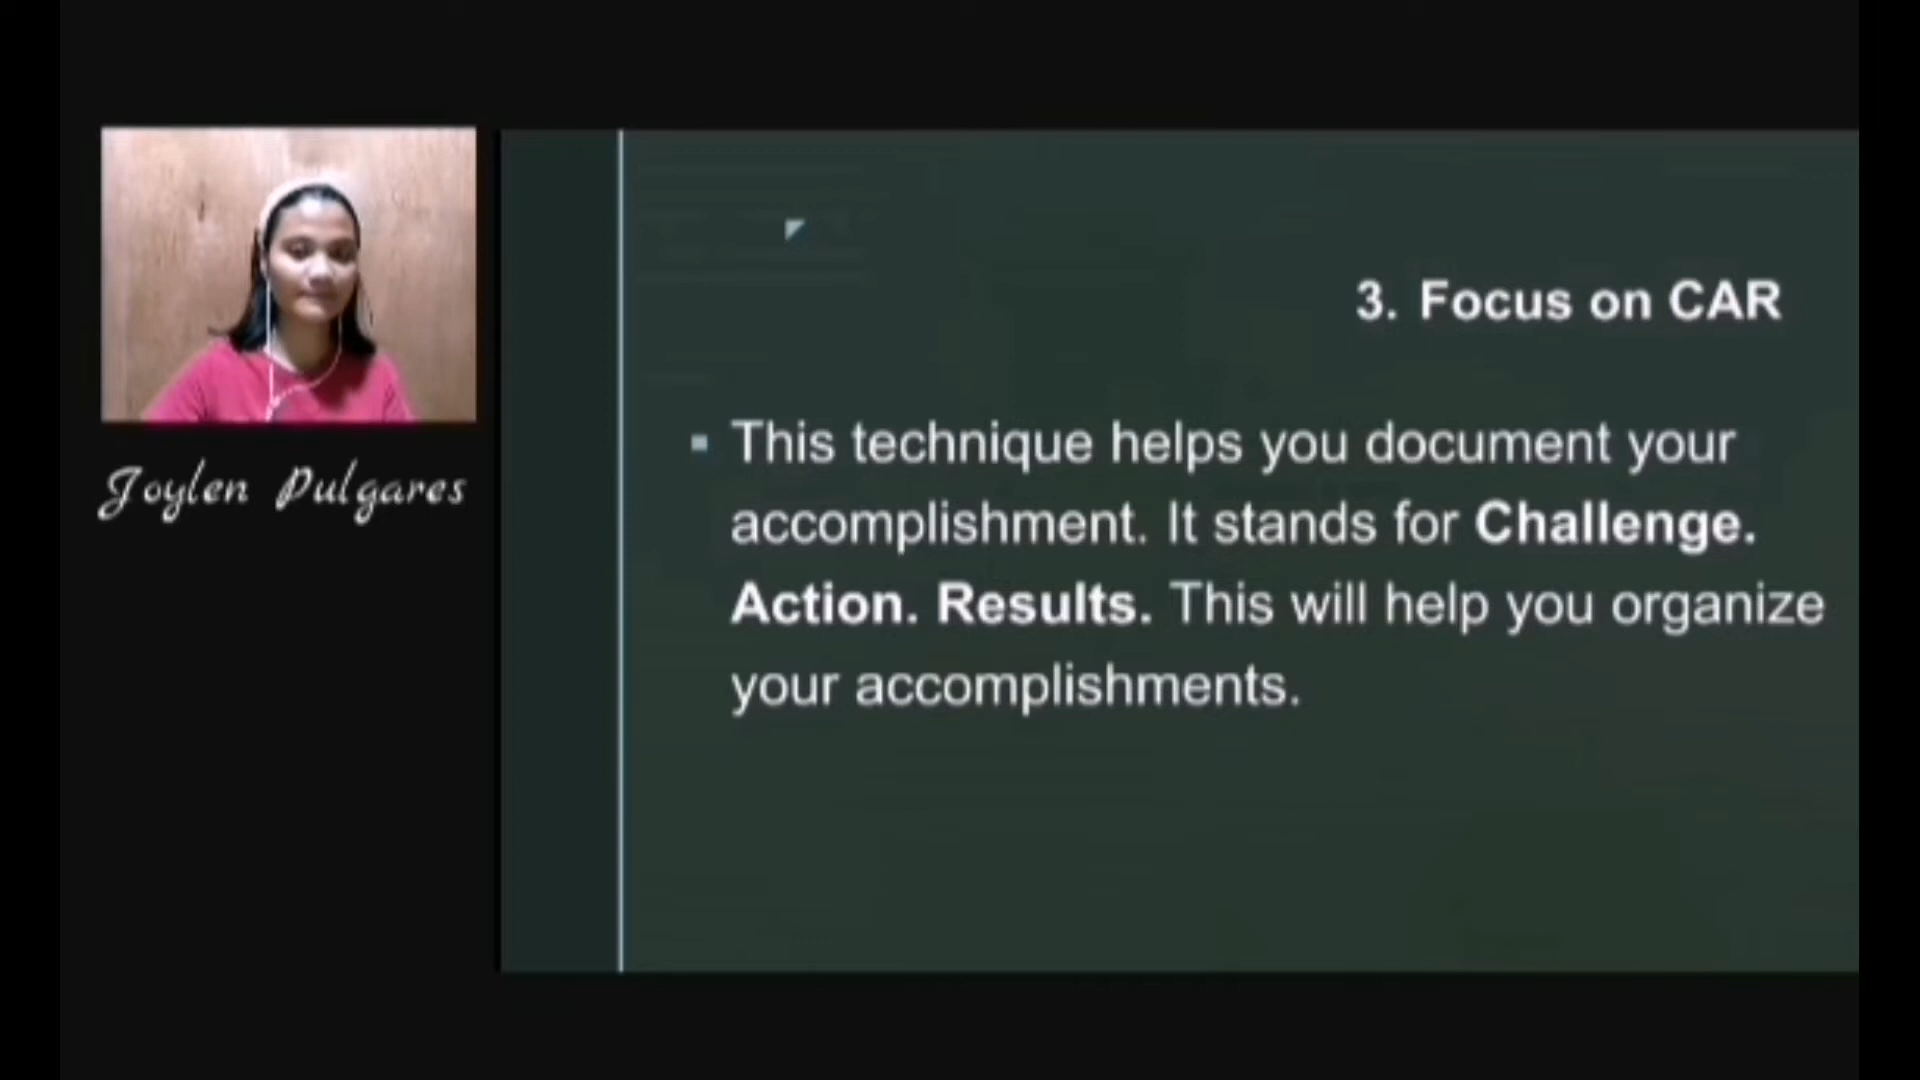 Joylen Pulgares
3. Focus on CAR
▪ This technique helps you document your
accomplishment. It stands for Challenge.
Action. Results. This will help you organize
your accomplishments.